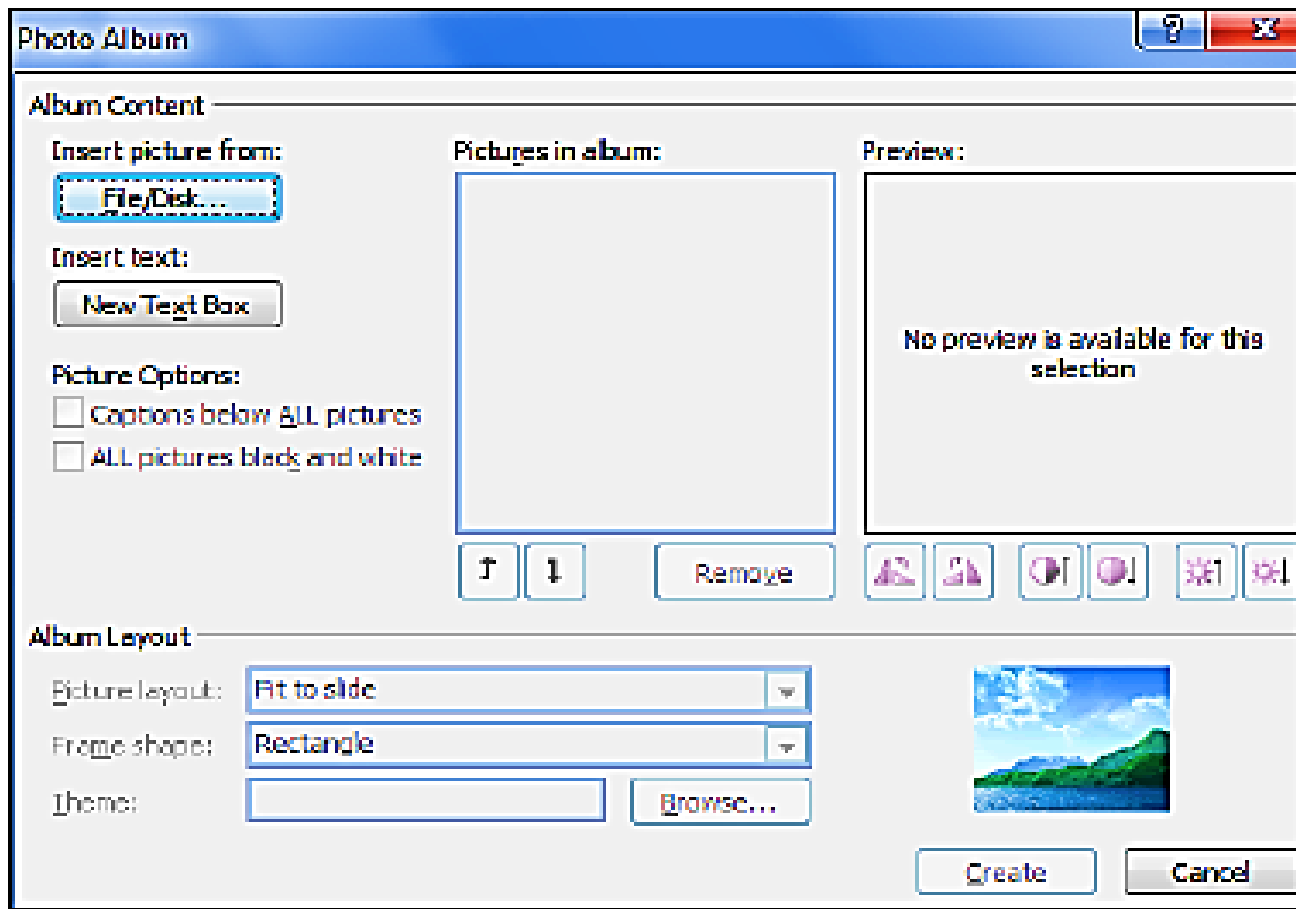 Photo Album
?
Album Content
Insert picture from:
File/Disk...
Insert text:
New Text Box
Picture Options:
Captions below ALL pictures
ALL pictures black and white
Pictures in album:
Remove
Preview:
No preview is available for this
selection
Album Layout
Picture layout:
Fit to slide
Frame shape:
Rectangle
Theme:
Browse...
Create
Cancel